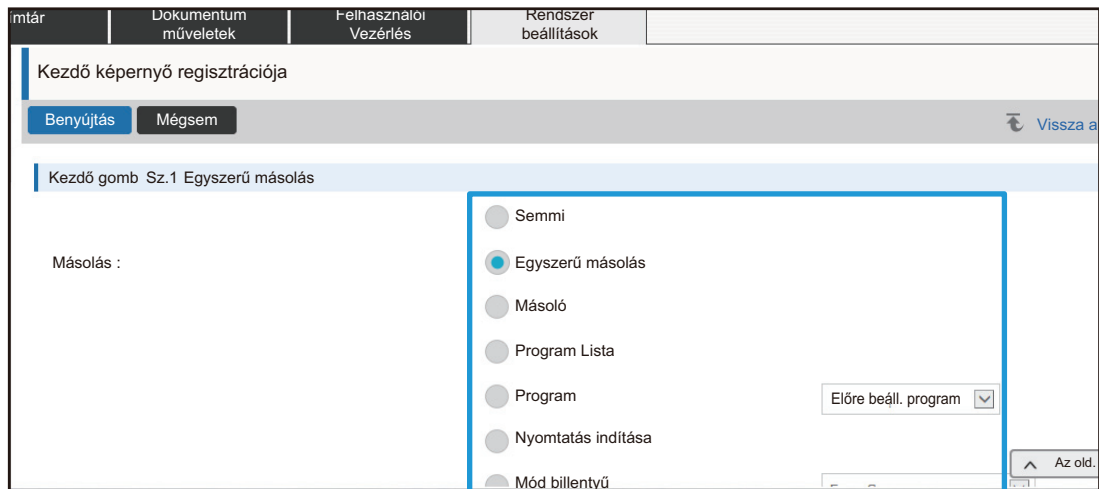 ímtár
Dokumentum
műveletek
Felhasználói
Vezérlés
Rendszer
beállítások
Kezdő képernyő regisztrációja
Benyújtás Mégsem
Vissza a
Kezdő gomb Sz.1 Egyszerű másolás
Semmi
Másolás :
Egyszerű másolás
Másoló
Program Lista
Program Előre beáll. program
Nyomtatás indítása
Az old.
Mód billentyű